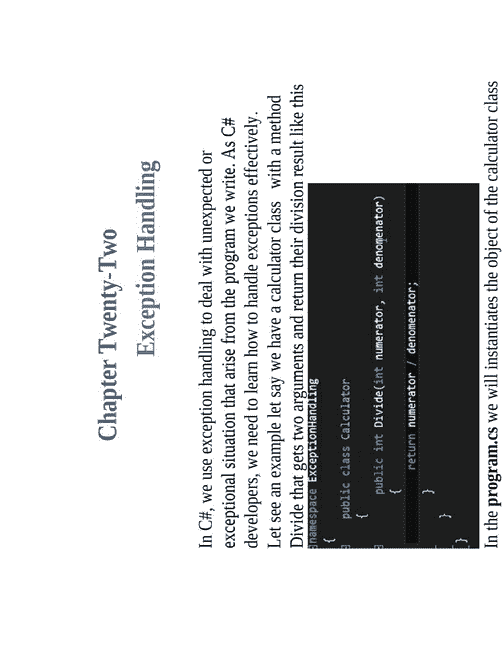 Chapter Twenty-Two
Exception Handling
In C#, we use exception handling to deal with unexpected or
exceptional situation that arise from the program we write. As C#
developers, we need to learn how to handle exceptions effectively.
Let see an example let say we have a calculator class with a method
Divide that gets two arguments and return their division result like this
namespace ExceptionHandling
{
public class Calculator
{
public int Divide(int numerator, int denomenator)
{
return numerator / denomenator;
}
}
}
In the program.cs we will instantiates the object of the calculator class